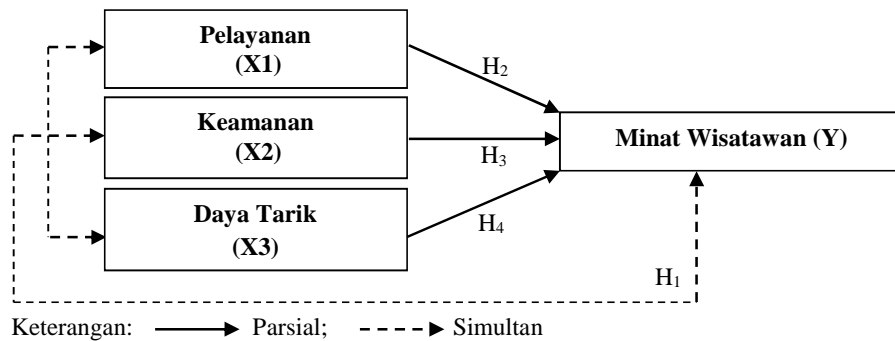 Pelayanan
(X1)
H₂
Keamanan
(X2)
H₃
Minat Wisatawan (Y)
Daya Tarik
(X3)
H₄
H₁
Keterangan: Parsial; Simultan